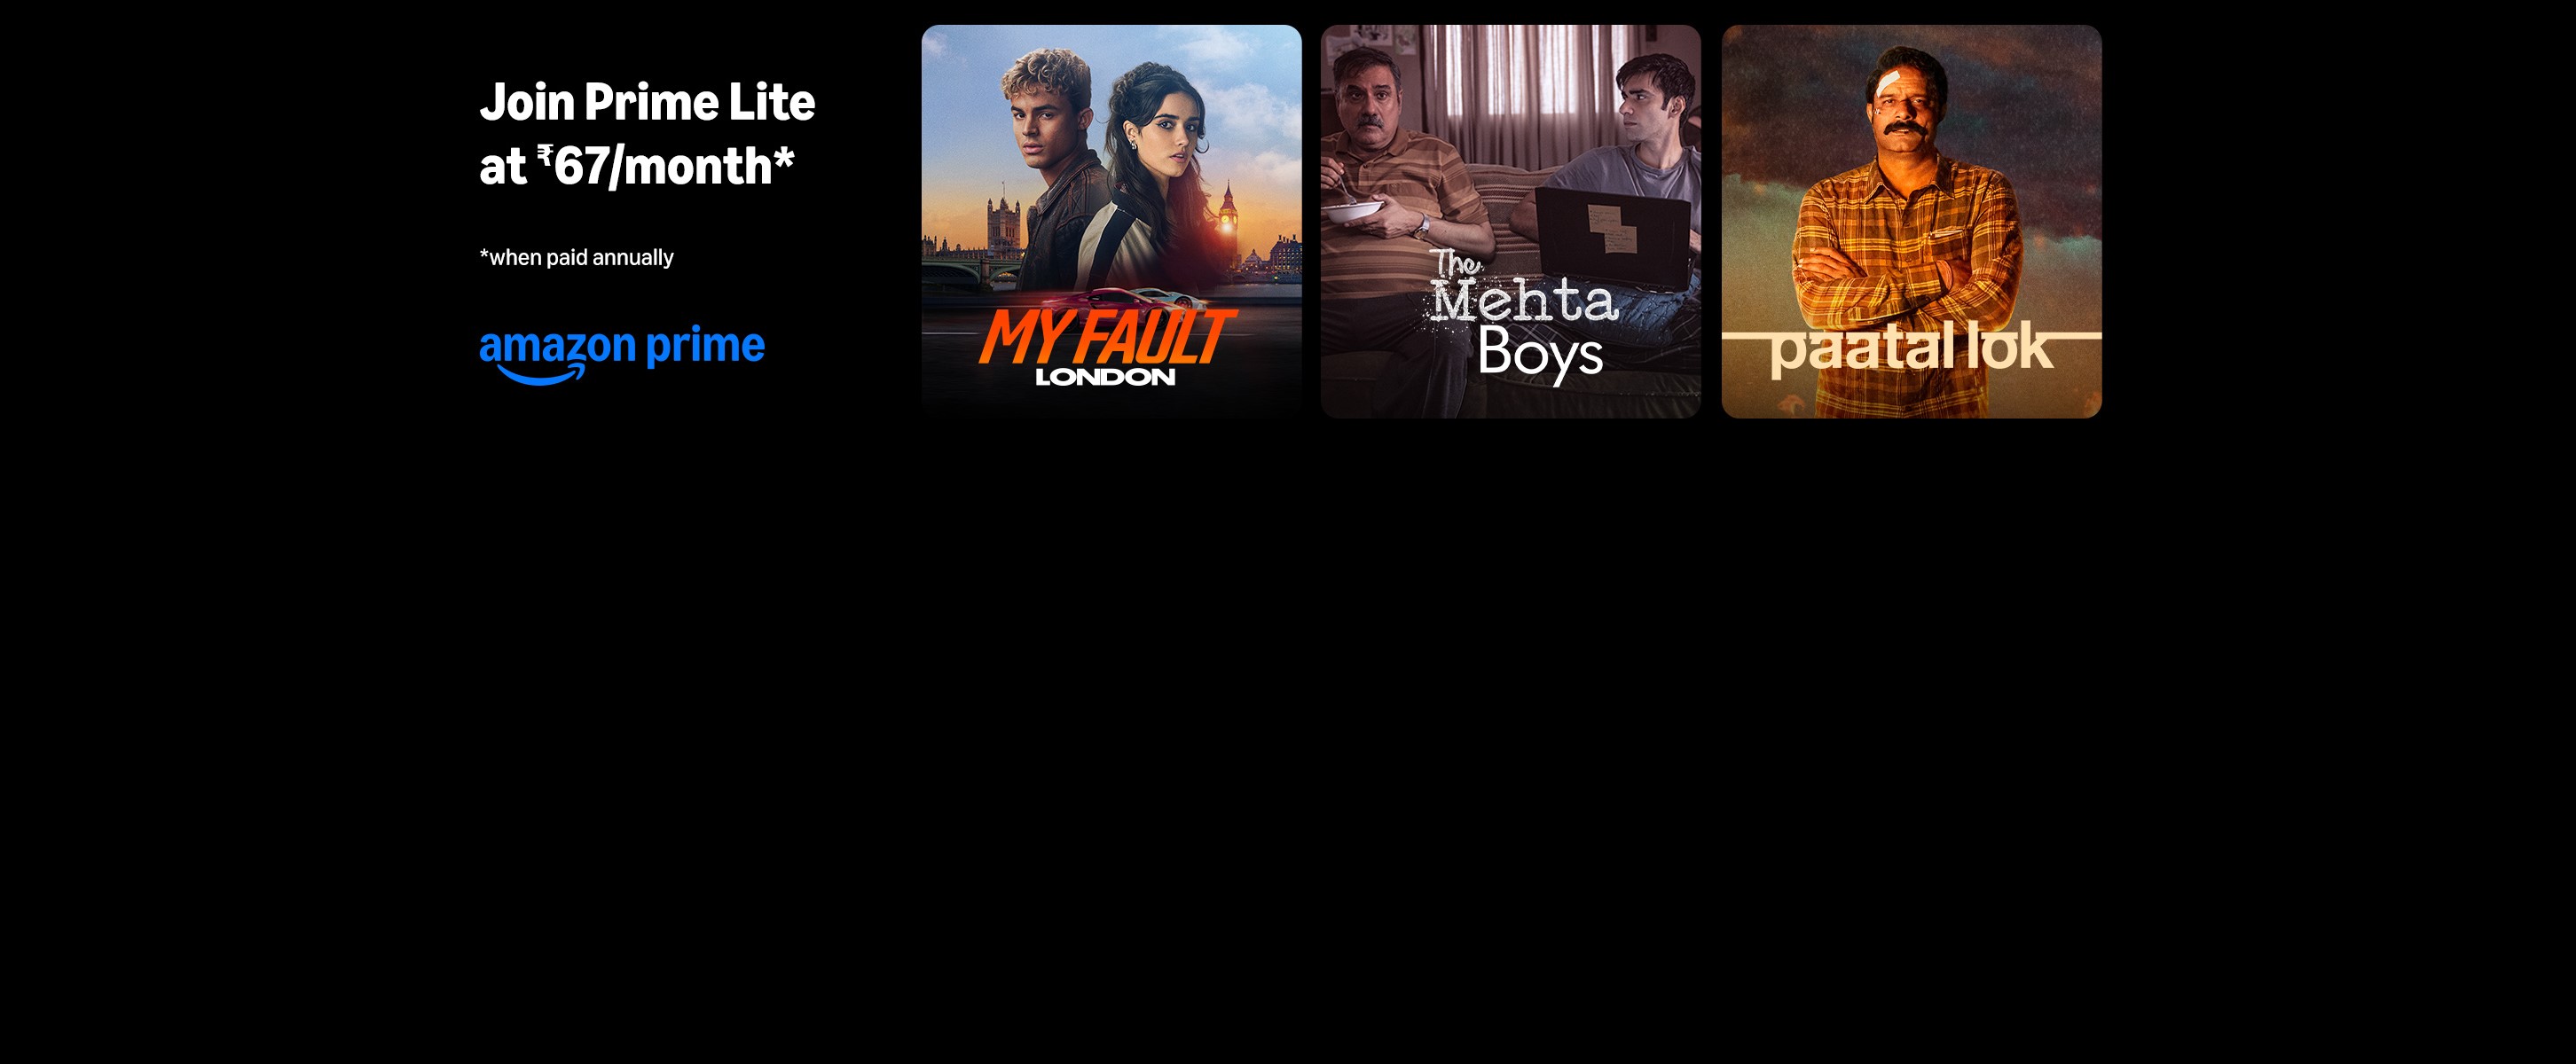 Join Prime Lite
at ₹67/month*
*when paid annually
amazon prime
MY FAULT
LONDON
The
Mehta
Boys
paatal lok